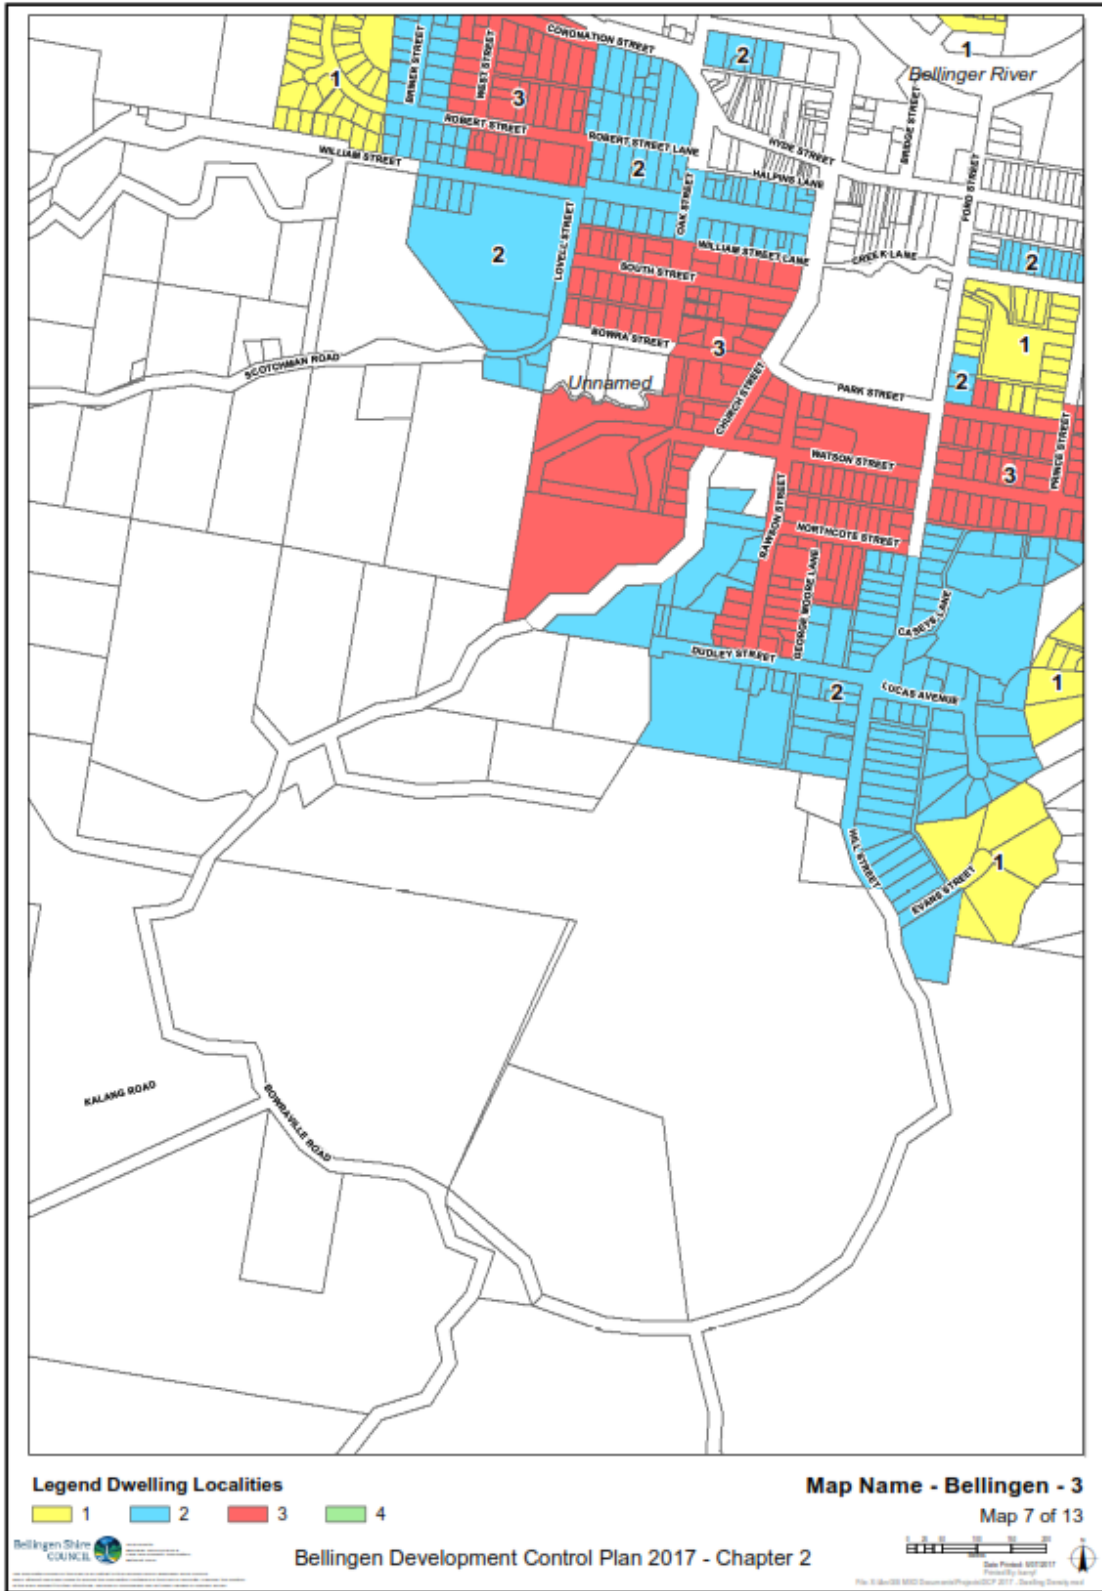 CORONATION STREET
2
1
Bellinger River
WEST STREET
1
3
ROBERT STREET
BRIDGE STREET
WILLIAM STREET
ROBERT STREET LANE
HYDE STREET
2
HALPINS LANE
FORD STREET
OAK STREET
LOVELL STREET
2
WILLIAM STREET LANE
CREEK LANE
2
SOUTH STREET
BOWRA STREET
3
1
SCOTCHMAN ROAD
Unnamed
2
PARK STREET
CHURCH STREET
WATSON STREET
PRINCE STREET
3
RAWSON STREET
NORTHCOTE STREET
GEORGE MOORE LANE
CASEYS LANE
DUDLEY STREET
1
2
LUCAS AVENUE
HILL STREET
1
EVANS STREET
KALANG ROAD
BOWRAVILLE ROAD
Legend Dwelling Localities
1 2 3 4
Map Name - Bellingen - 3
Map 7 of 13
Bellingen Shire
COUNCIL
Bellingen Development Control Plan 2017 - Chapter 2